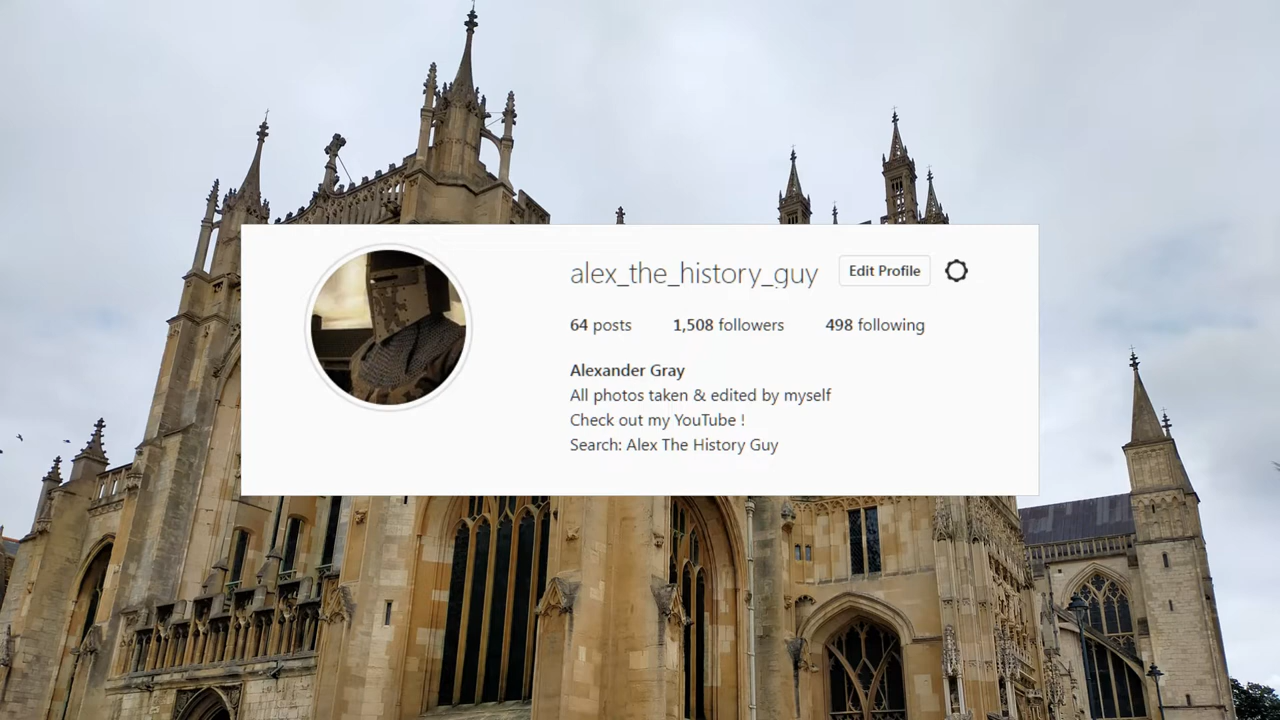 alex_the_history_guy Edit Profile
64 posts 1,508 followers 498 following
Alexander Gray
All photos taken & edited by myself
Check out my YouTube !
Search: Alex The History Guy